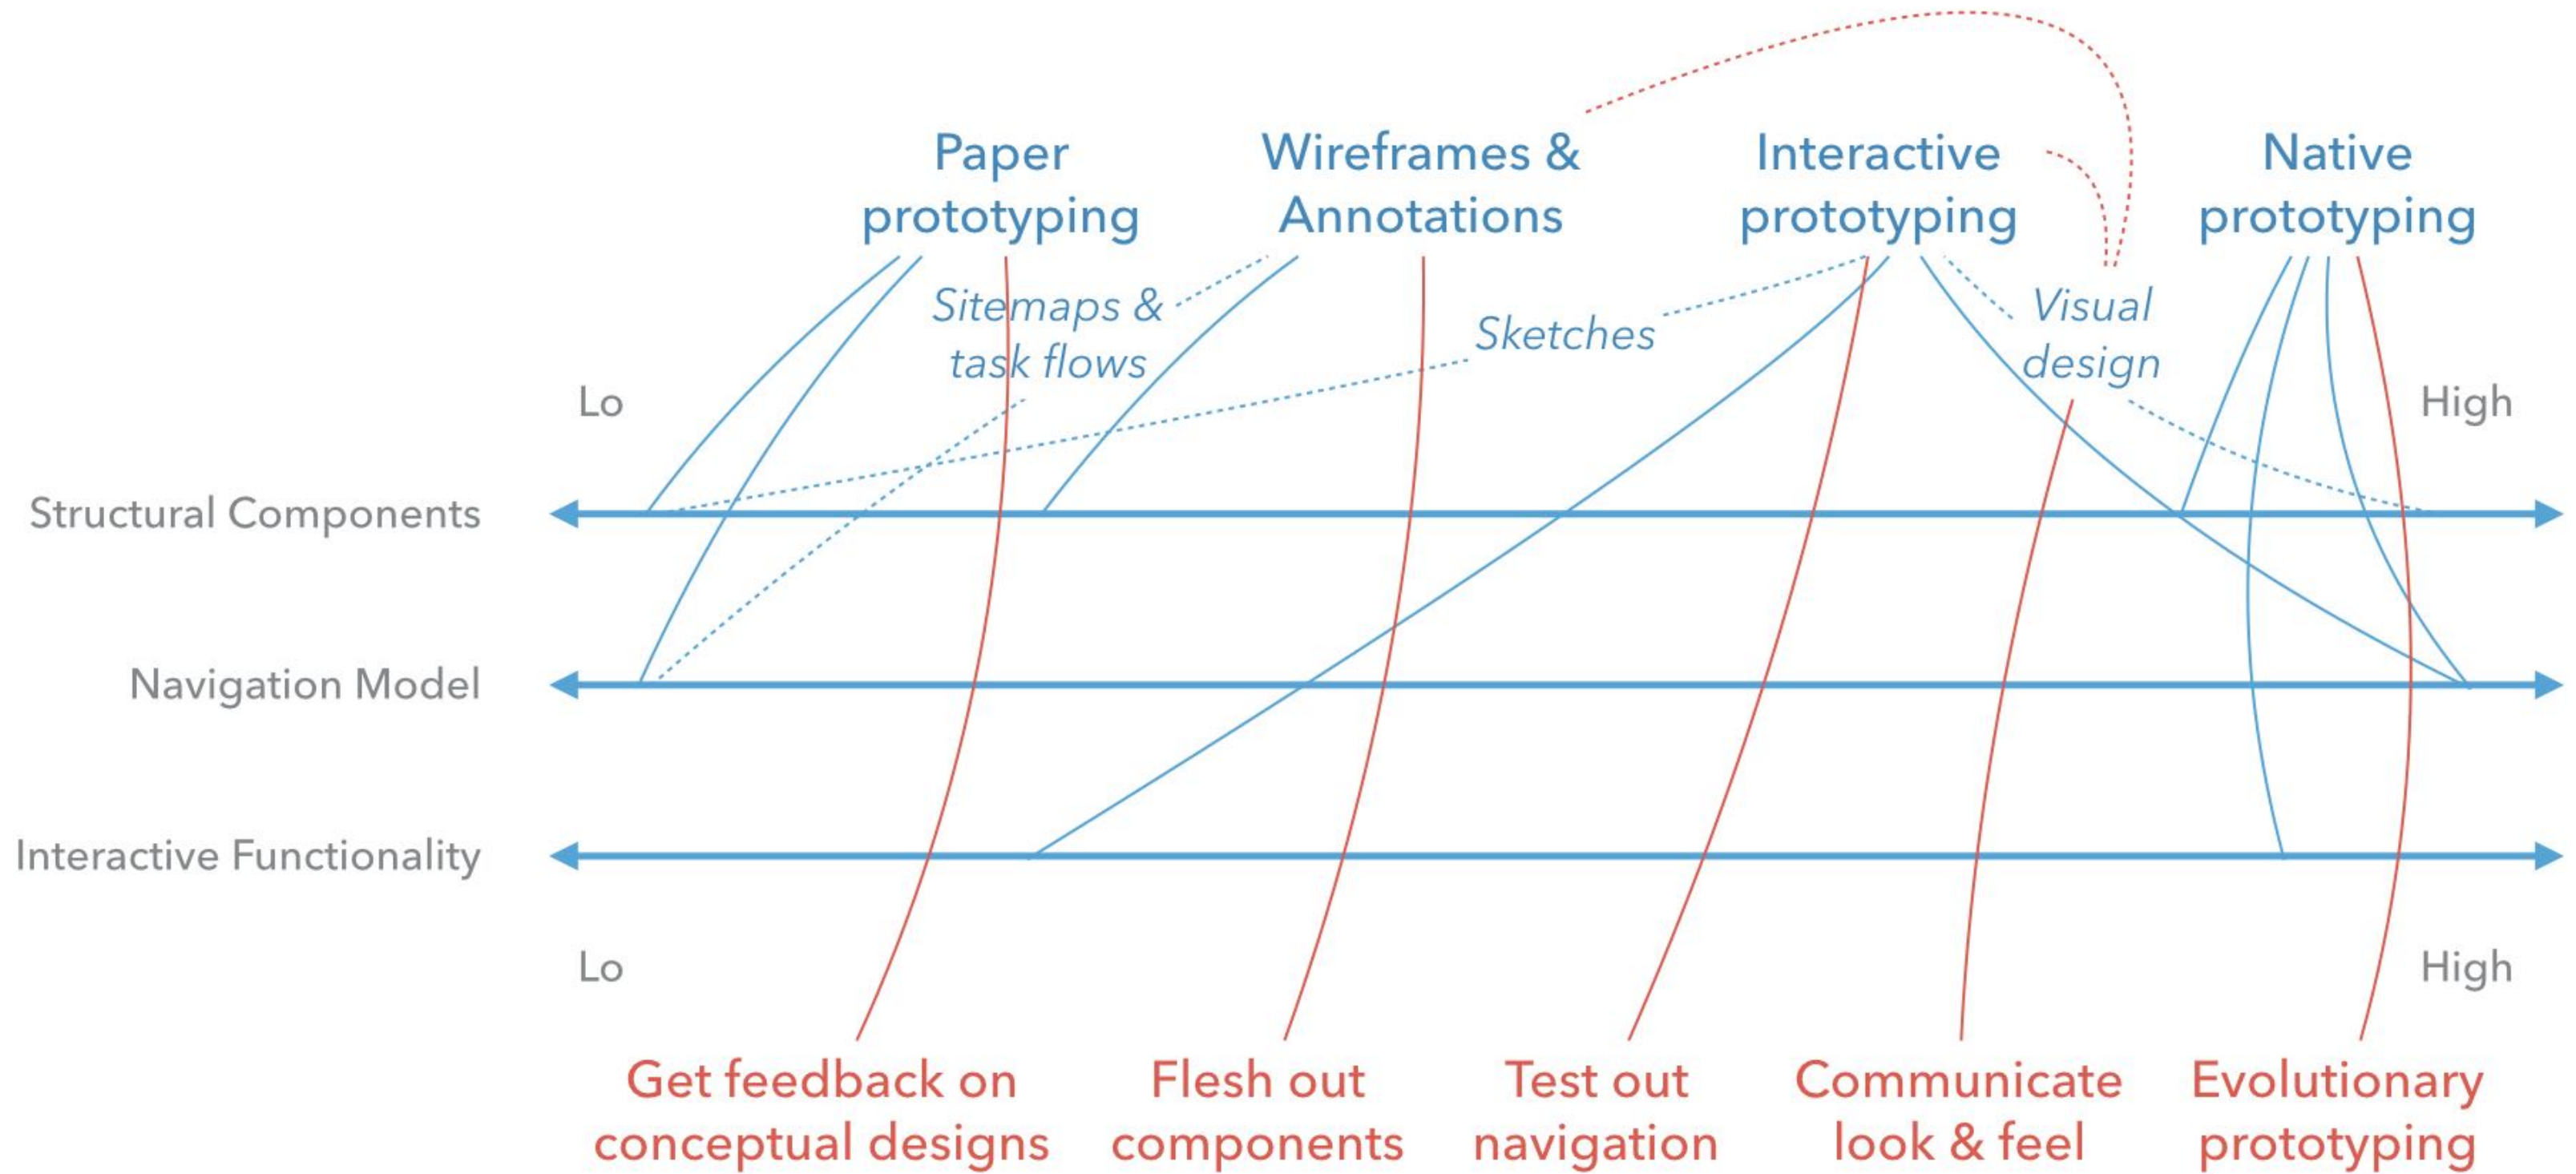 Paper
prototyping
Wireframes &
Annotations
Interactive
prototyping
Native
prototyping
Sitemaps &
task flows
Sketches
Visual
design
Lo
High
Structural Components
Navigation Model
Interactive Functionality
Lo
High
Get feedback on
conceptual designs
Flesh out
components
Test out
navigation
Communicate
look & feel
Evolutionary
prototyping